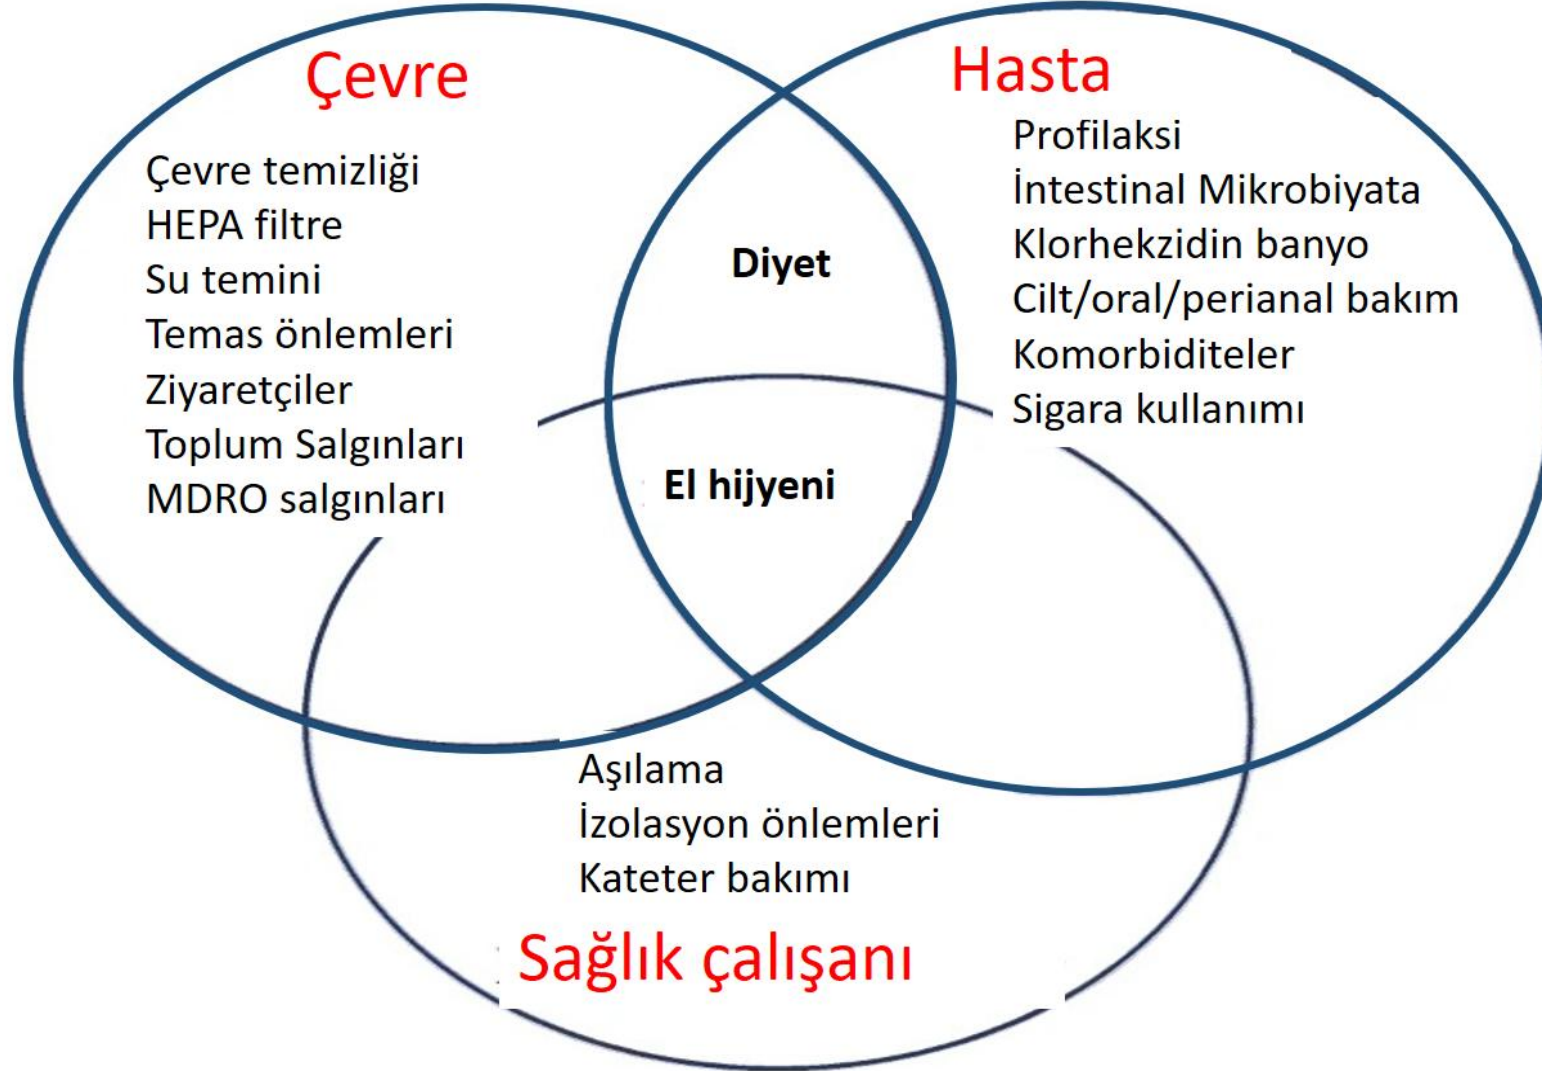 Çevre
Çevre temizliği
HEPA filtre
Su temini
Temas önlemleri
Ziyaretçiler
Toplum Salgınları
MDRO salgınları
Hasta
Profilaksi
İntestinal Mikrobiyata
Klorhekzidin banyo
Cilt/oral/perianal bakım
Komorbiditeler
Sigara kullanımı
Diyet
El hijyeni
Aşılama
İzolasyon önlemleri
Kateter bakımı
Sağlık çalışanı